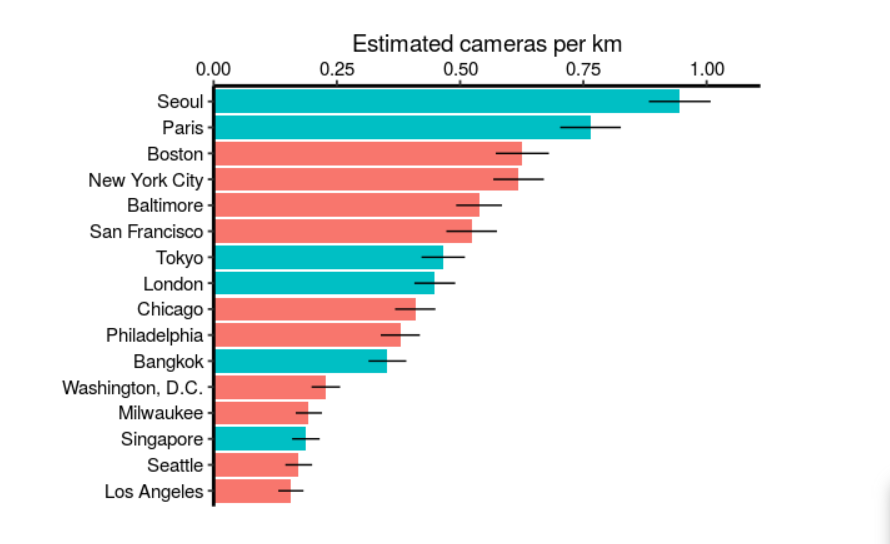 Estimated cameras per km
0.00 0.25 0.50 0.75 1.00
Seoul
Paris
Boston
New York City
Baltimore
San Francisco
Tokyo
London
Chicago
Philadelphia
Bangkok
Washington, D.C.
Milwaukee
Singapore
Seattle
Los Angeles